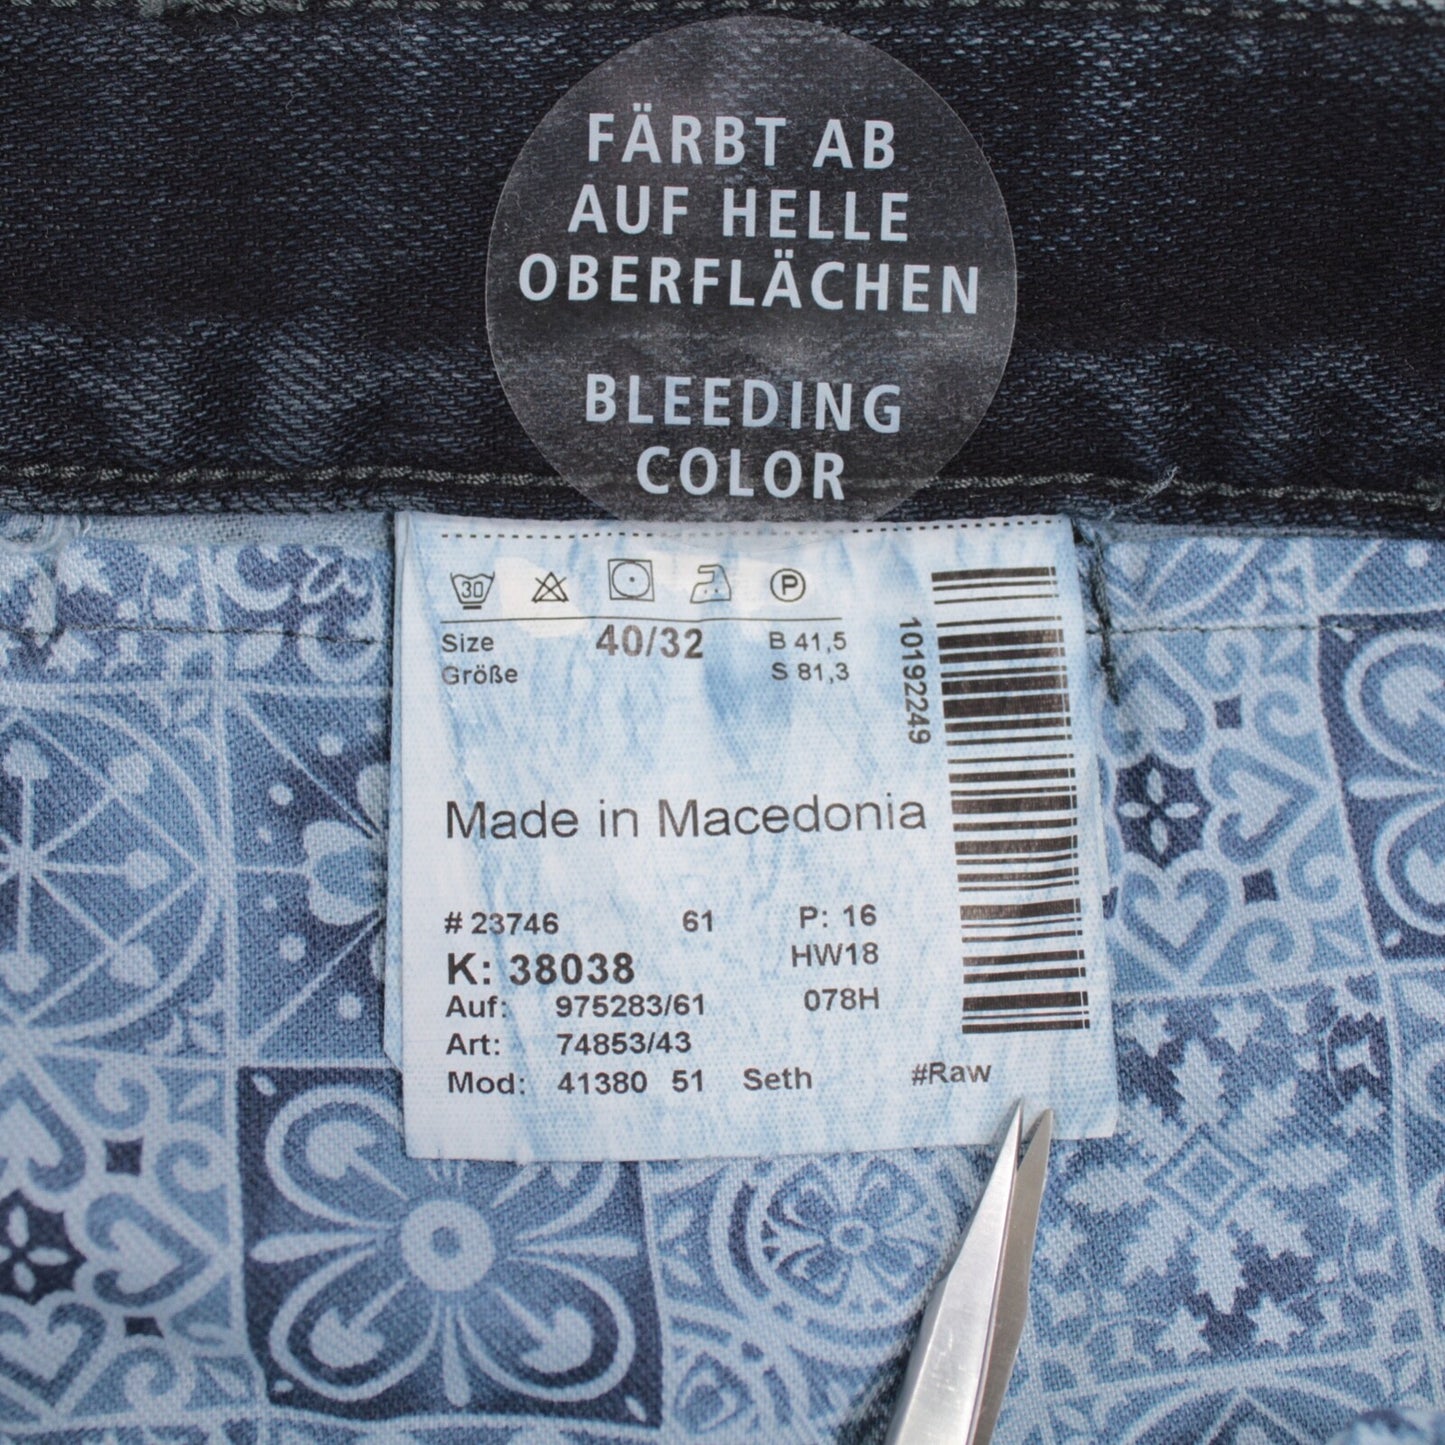 FÄRBT AB
AUF HELLE
OBERFLÄCHEN
BLEEDING
COLOR
30 P
Size 40/32 B 41,5
Größe S 81,3
10192249
Made in Macedonia
# 23746 61 P: 16
K: 38038 HW18
Auf: 975283/61 078H
Art: 74853/43
Mod: 41380 51 Seth #Raw